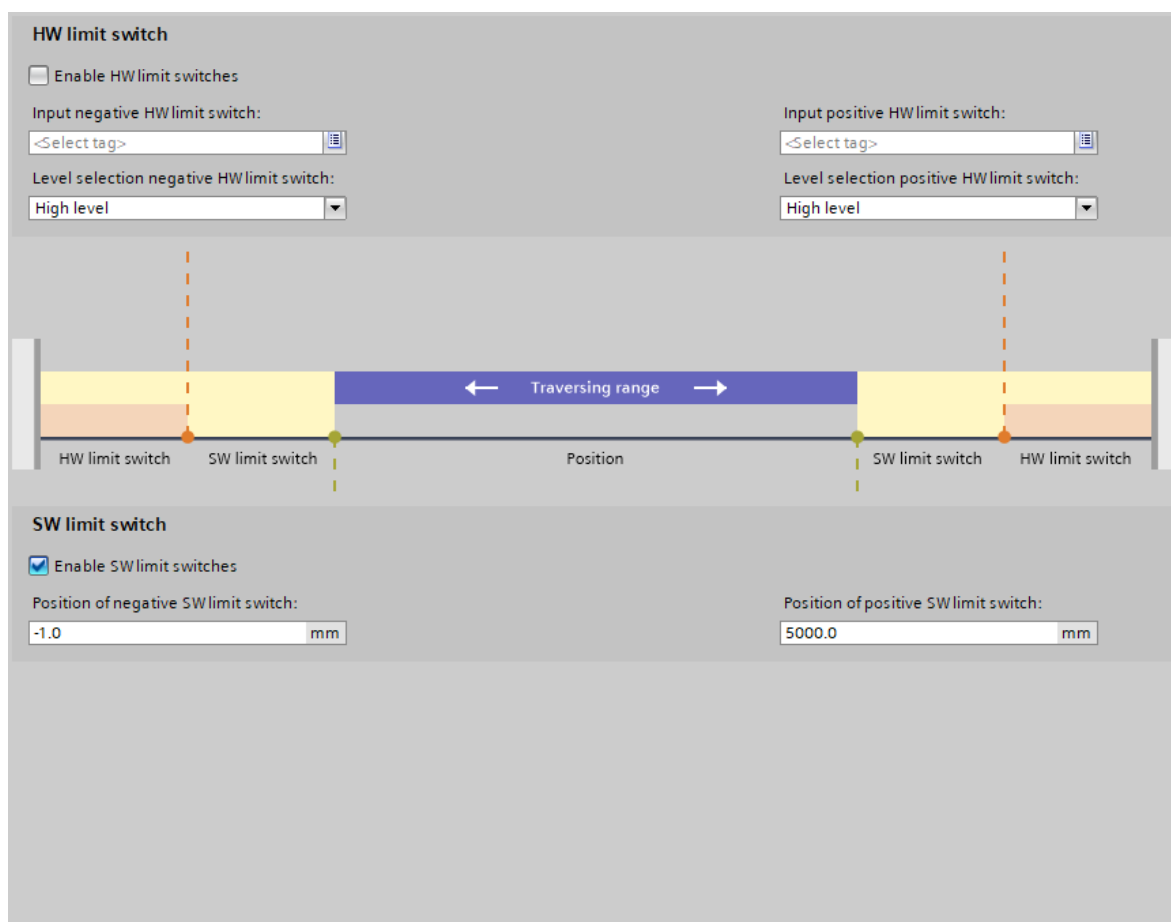 HW limit switch
Enable HW limit switches
Input negative HW limit switch: Input positive HW limit switch:
<Select tag> <Select tag>
Level selection negative HW limit switch: Level selection positive HW limit switch:
High level High level
Traversing range
HW limit switch SW limit switch Position SW limit switch HW limit switch
SW limit switch
Enable SW limit switches
Position of negative SW limit switch: Position of positive SW limit switch:
-1.0 mm 5000.0 mm